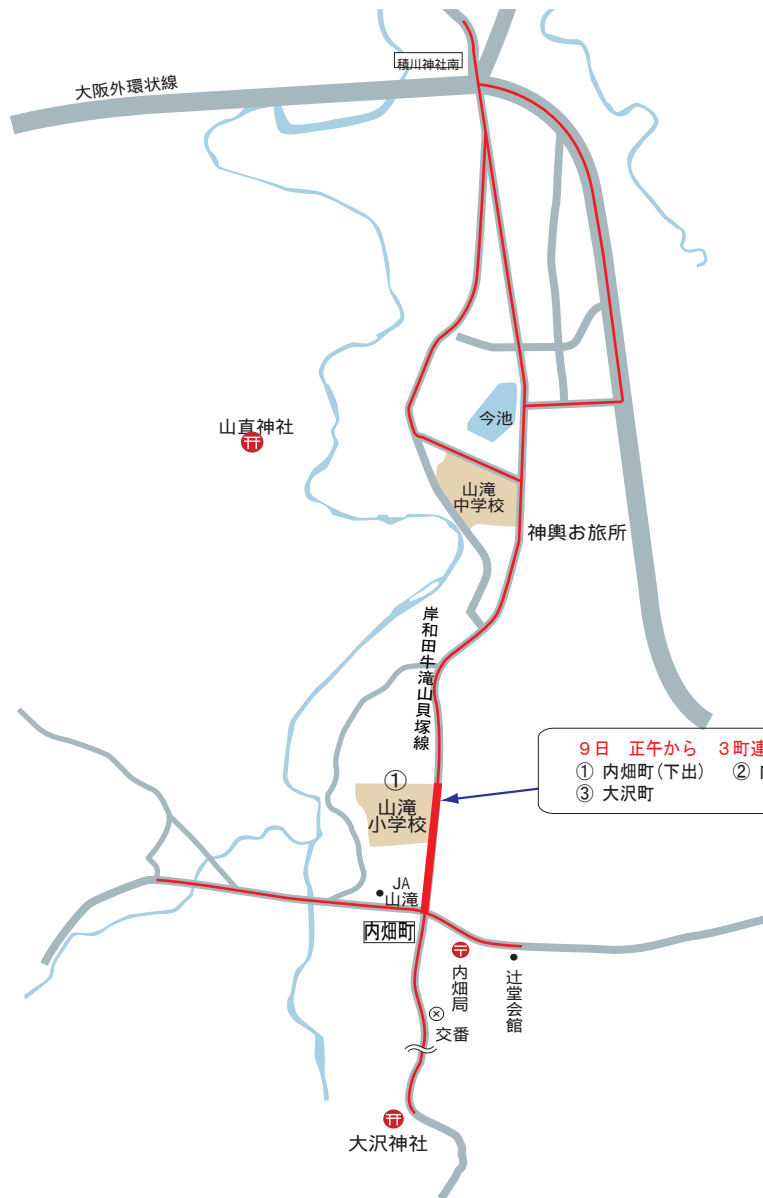 積川神社南
大阪外環状線
山直神社
今池
山滝
中学校
神輿お旅所
岸和田牛滝山貝塚線
9日 正午から 3町連
① 内畑町(下出) ②
③ 大沢町
①
山滝
小学校
JA
山滝
内畑町
内畑局
辻堂会館
交番
大沢神社